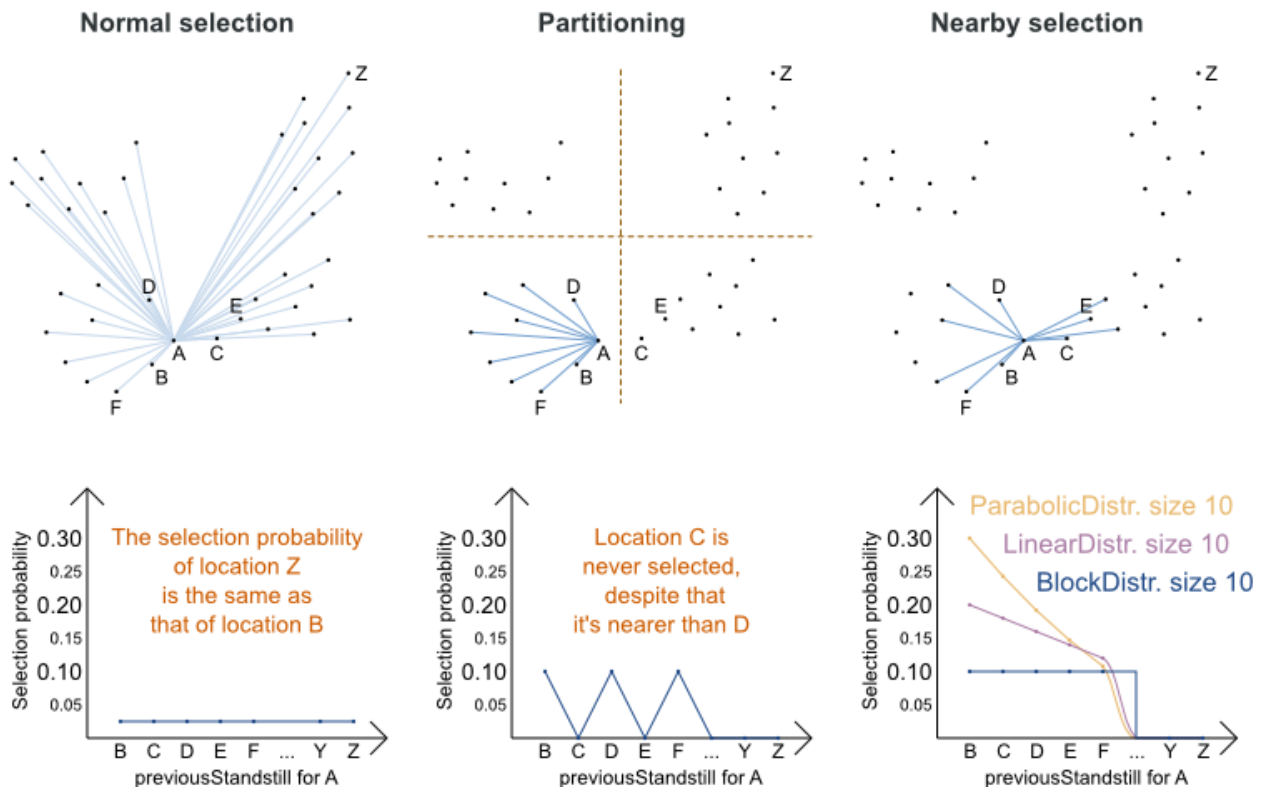 Normal selection
Partitioning
Nearby selection
Z
D
E
A
C
B
F
Z
D
E
A
C
B
F
Z
D
E
A
C
B
F
Selection probability
0.30
0.25
0.20
0.15
0.10
0.05
The selection probability
of location Z
is the same as
that of location B
B C D E F ... Y Z
previousStandstill for A
Selection probability
0.30
0.25
0.20
0.15
0.10
0.05
Location C is
never selected,
despite that
it's nearer than D
B C D E F ... Y Z
previousStandstill for A
Selection probability
0.30
0.25
0.20
0.15
0.10
0.05
ParabolicDistr. size 10
LinearDistr. size 10
BlockDistr. size 10
B C D E F ... Y Z
previousStandstill for A